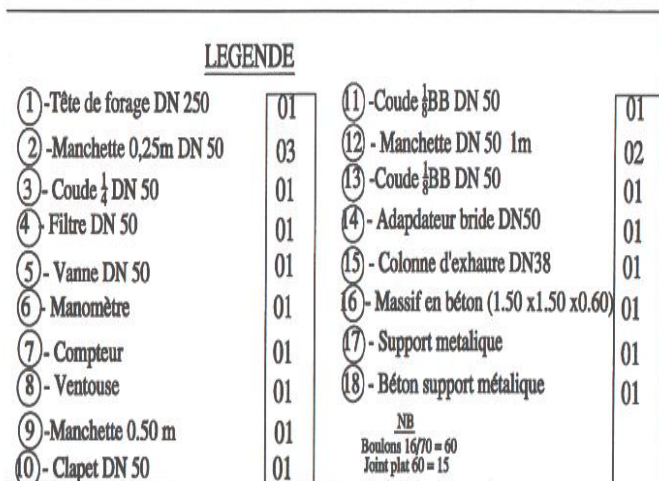 LEGENDE
1 -Tête de forage DN 250 01
2 -Manchette 0,25m DN 50 03
3 - Coude 1/4 DN 50 01
4 - Filtre DN 50 01
5 - Vanne DN 50 01
6 - Manomètre 01
7 - Compteur 01
8 - Ventouse 01
9 -Manchette 0.50 m 01
10 - Clapet DN 50 01
11 -Coude 1/8 BB DN 50 01
12 - Manchette DN 50 1m 02
13 -Coude 1/8 BB DN 50 01
14 - Adapdateur bride DN50 01
15 - Colonne d'exhaure DN38 01
16 - Massif en béton (1.50 x1.50 x0.60) 01
17 - Support metalique 01
18 - Béton support métalique 01
NB
Boulons 16/70 = 60
Joint plat 60 = 15